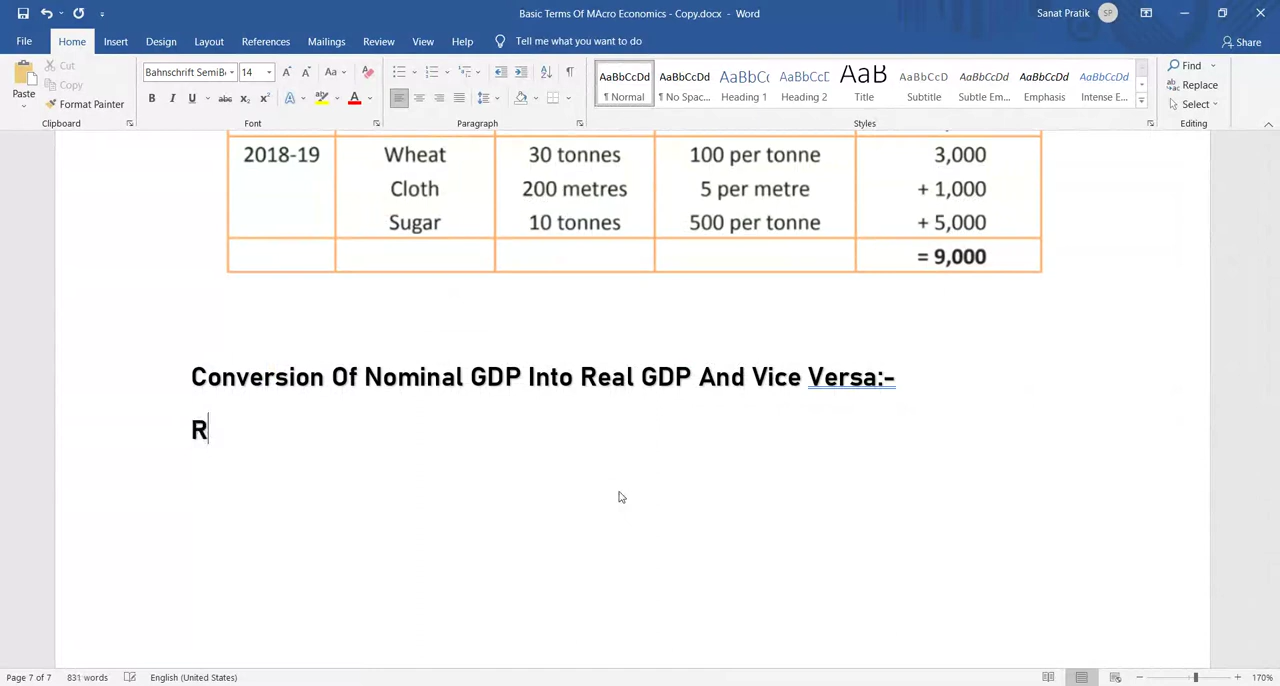 Basic Terms Of MAcro Economics - Copy.docx - Word
Sanat Pratik SP
File Home Insert Design Layout References Mailings Review View Help Tell me what you want to do Share
Paste
Cut
Copy
Format Painter
Clipboard
Bahnschrift SemiB 14
Font
Paragraph
AaBbCcDd AaBbCcDd AaBbCc AaBbCcD AaB AaBbCcDd AaBbCcDd AaBbCcDd AaBbCcDd
¶ Normal ¶ No Spac... Heading 1 Heading 2 Title Subtitle Subtle Em... Emphasis Intense E...
Styles
Find
Replace
Select
Editing
2018-19 Wheat 30 tonnes 100 per tonne 3,000
Cloth 200 metres 5 per metre + 1,000
Sugar 10 tonnes 500 per tonne + 5,000
= 9,000
Conversion Of Nominal GDP Into Real GDP And Vice Versa:-
R
Page 7 of 7 831 words English (United States) 170%